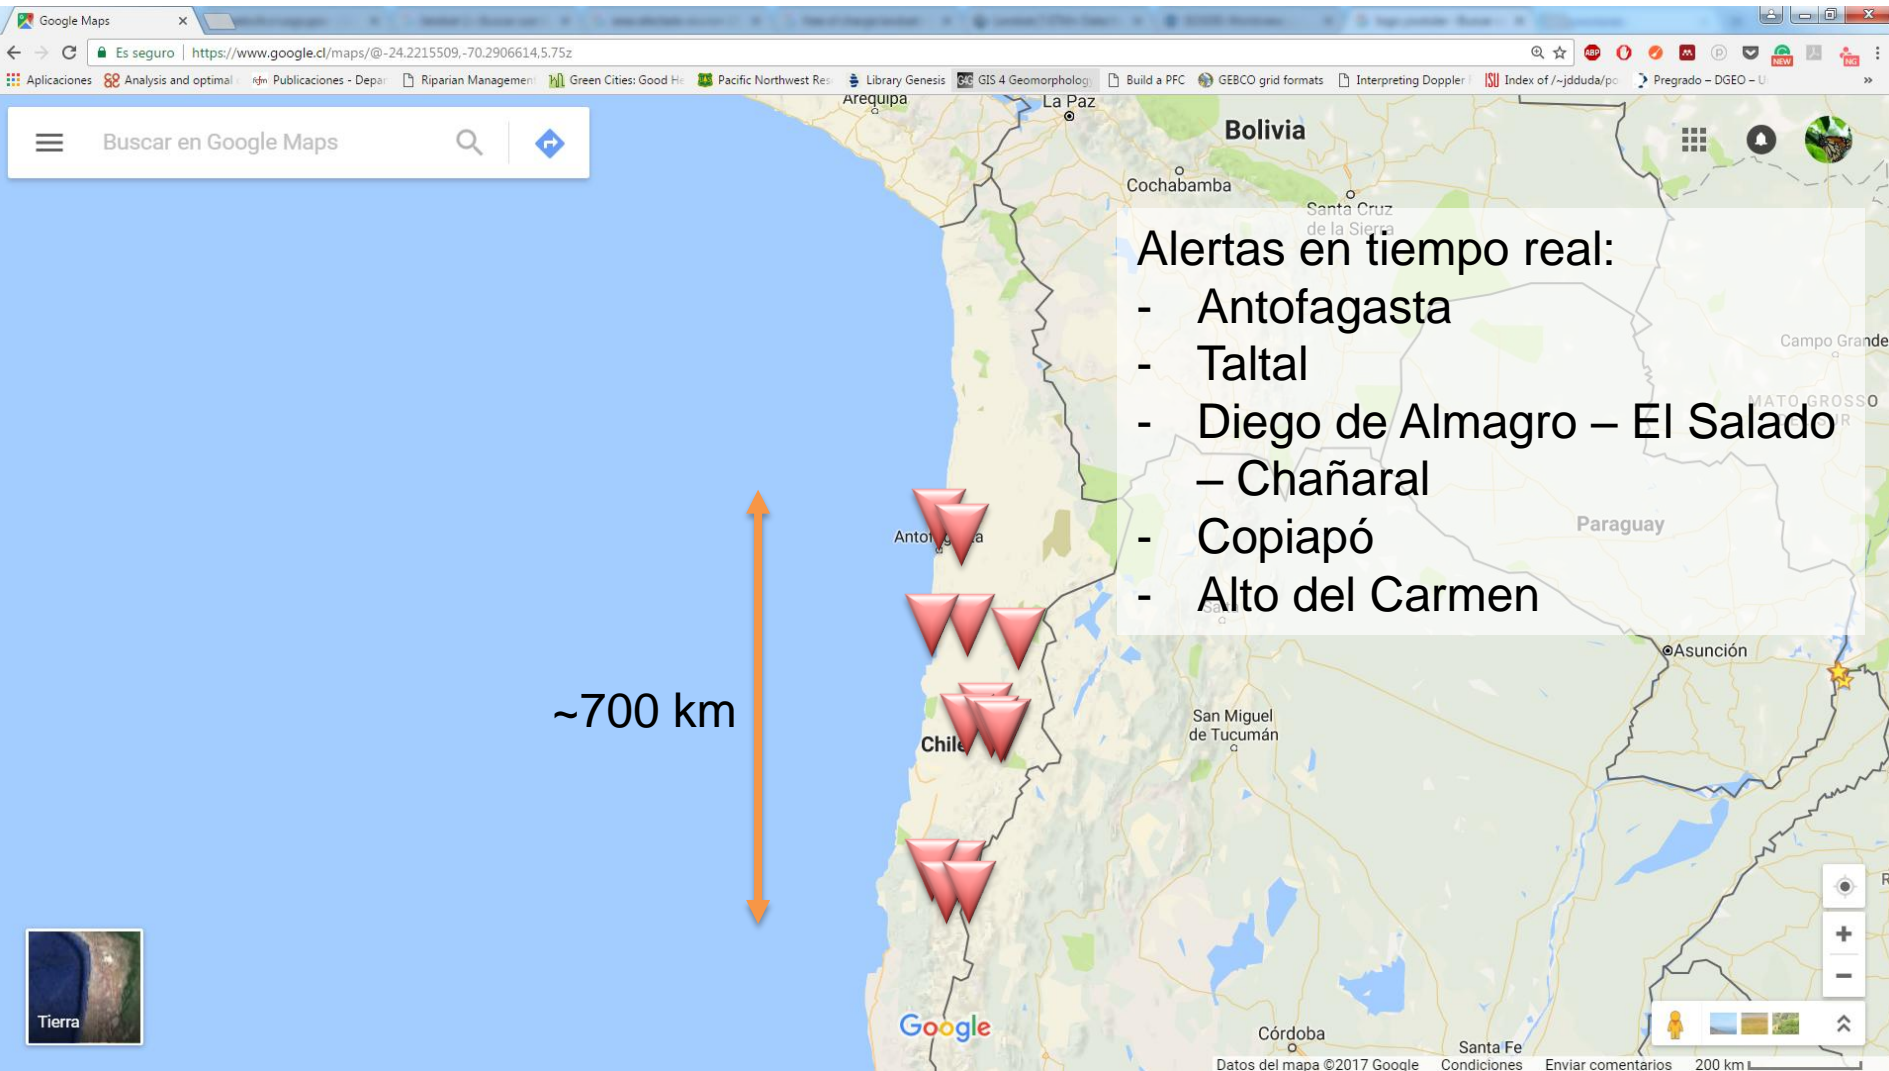 Google Maps
Es seguro
https://www.google.cl/maps/@-24.2215509,-70.2906614,5.75z
Aplicaciones
Analysis and optimal
Publicaciones - Depar
Riparian Management
Green Cities: Good He
Pacific Northwest Res
Library Genesis
GIS 4 Geomorphology
Build a PFC
GEBCO grid formats
Interpreting Doppler
Index of /~jdduda/po
Pregrado – DGEO – U
Buscar en Google Maps
Arequipa
La Paz
Bolivia
Cochabamba
Santa Cruz
de la Sierra
Alertas en tiempo real:
- Antofagasta
- Taltal
- Diego de Almagro – El Salado
– Chañaral
- Copiapó
- Alto del Carmen
Campo Grande
MATO GROSSO
Paraguay
Salta
Asunción
~700 km
San Miguel
de Tucumán
Chile
Tierra
Google
Córdoba
Santa Fe
Datos del mapa ©2017 Google Condiciones Enviar comentarios 200 km